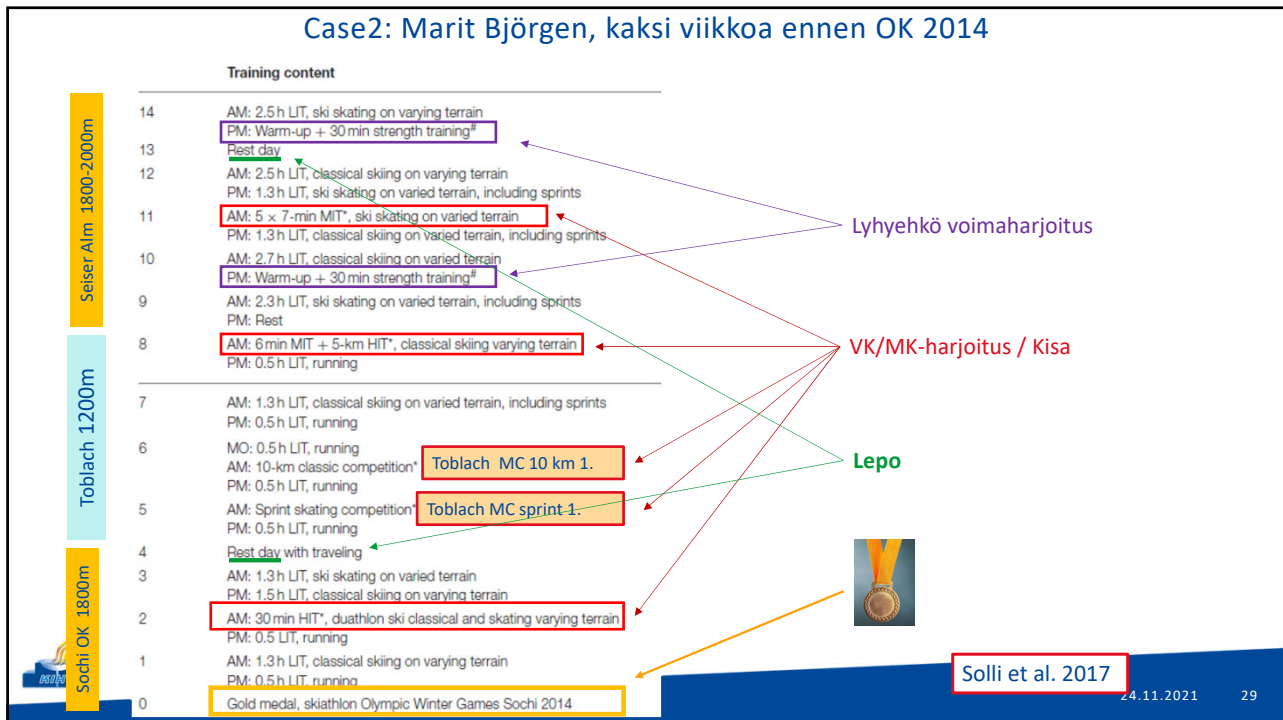 Case2: Marit Björgen, kaksi viikkoa ennen OK 2014
Training content
Seiser Alm 1800-2000m
14 AM: 2.5 h LIT, ski skating on varying terrain
PM: Warm-up + 30 min strength training#
13 Rest day
12 AM: 2.5 h LIT, classical skiing on varying terrain
PM: 1.3 h LIT, ski skating on varied terrain, including sprints
11 AM: 5 × 7-min MIT*, ski skating on varied terrain
PM: 1.3 h LIT, classical skiing on varied terrain, including sprints
10 AM: 2.7 h LIT, classical skiing on varied terrain
PM: Warm-up + 30 min strength training#
9 AM: 2.3 h LIT, ski skating on varied terrain, including sprints
PM: Rest
Toblach 1200m
8 AM: 6 min MIT + 5-km HIT*, classical skiing varying terrain
PM: 0.5 h LIT, running
7 AM: 1.3 h LIT, classical skiing on varied terrain, including sprints
PM: 0.5 h LIT, running
6 MO: 0.5 h LIT, running
AM: 10-km classic competition* Toblach MC 10 km 1.
PM: 0.5 h LIT, running
5 AM: Sprint skating competition* Toblach MC sprint 1.
PM: 0.5 h LIT, running
Sochi OK 1800m
4 Rest day with traveling
3 AM: 1.3 h LIT, ski skating on varied terrain
PM: 1.5 h LIT, classical skiing on varying terrain
2 AM: 30 min HIT*, duathlon ski classical and skating varying terrain
PM: 0.5 LIT, running
1 AM: 1.3 h LIT, classical skiing on varying terrain
PM: 0.5 h LIT, running
0 Gold medal, skiathlon Olympic Winter Games Sochi 2014
Lyhyehkö voimaharjoitus
VK/MK-harjoitus / Kisa
Lepo
Solli et al. 2017
24.11.2021 29